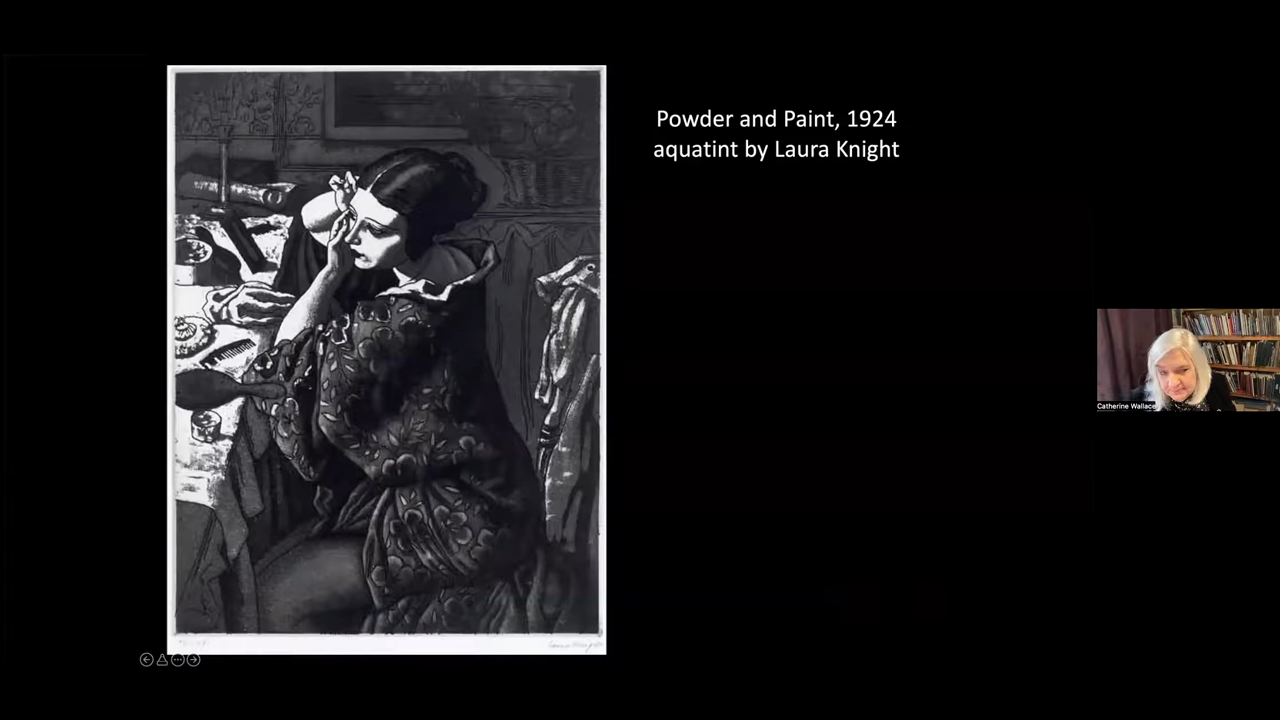 Powder and Paint, 1924
aquatint by Laura Knight
Catherine Wallace